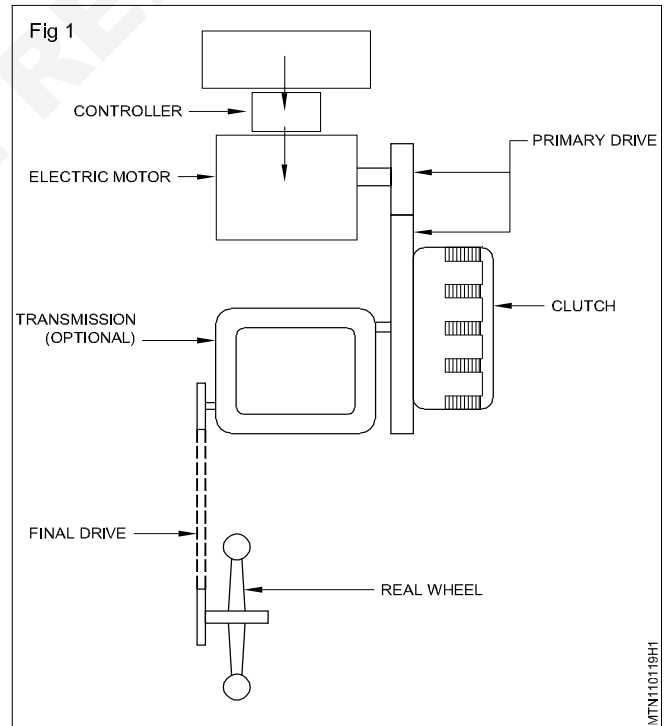 Fig 1
CONTROLLER
PRIMARY DRIVE
ELECTRIC MOTOR
CLUTCH
TRANSMISSION
(OPTIONAL)
FINAL DRIVE
REAL WHEEL
MTN110119H1